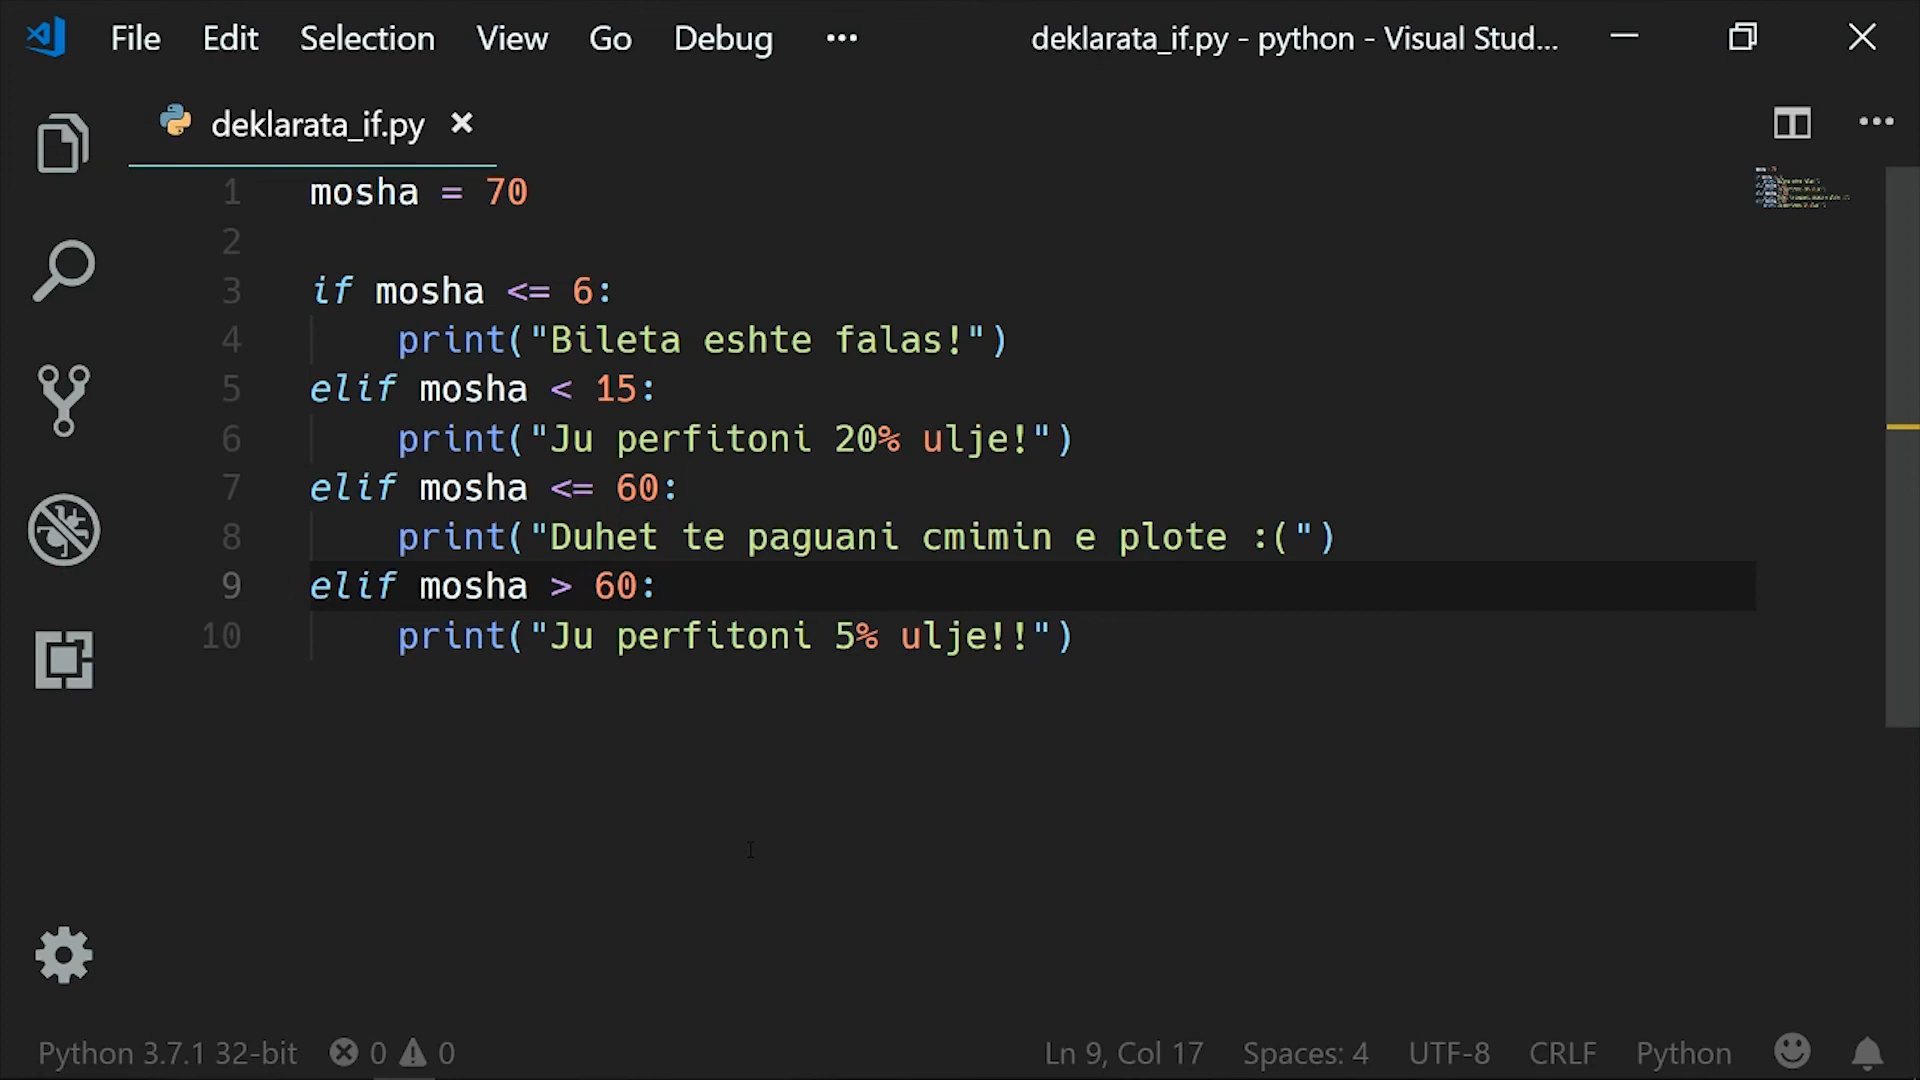 File Edit Selection View Go Debug ••• deklarata_if.py - python - Visual Stud...
deklarata_if.py
1 mosha = 70
2
3 if mosha <= 6:
4     print("Bileta eshte falas!")
5 elif mosha < 15:
6     print("Ju perfitoni 20% ulje!")
7 elif mosha <= 60:
8     print("Duhet te paguani cmimin e plote :(")
9 elif mosha > 60:
10     print("Ju perfitoni 5% ulje!!")
Python 3.7.1 32-bit 0 0 Ln 9, Col 17 Spaces: 4 UTF-8 CRLF Python